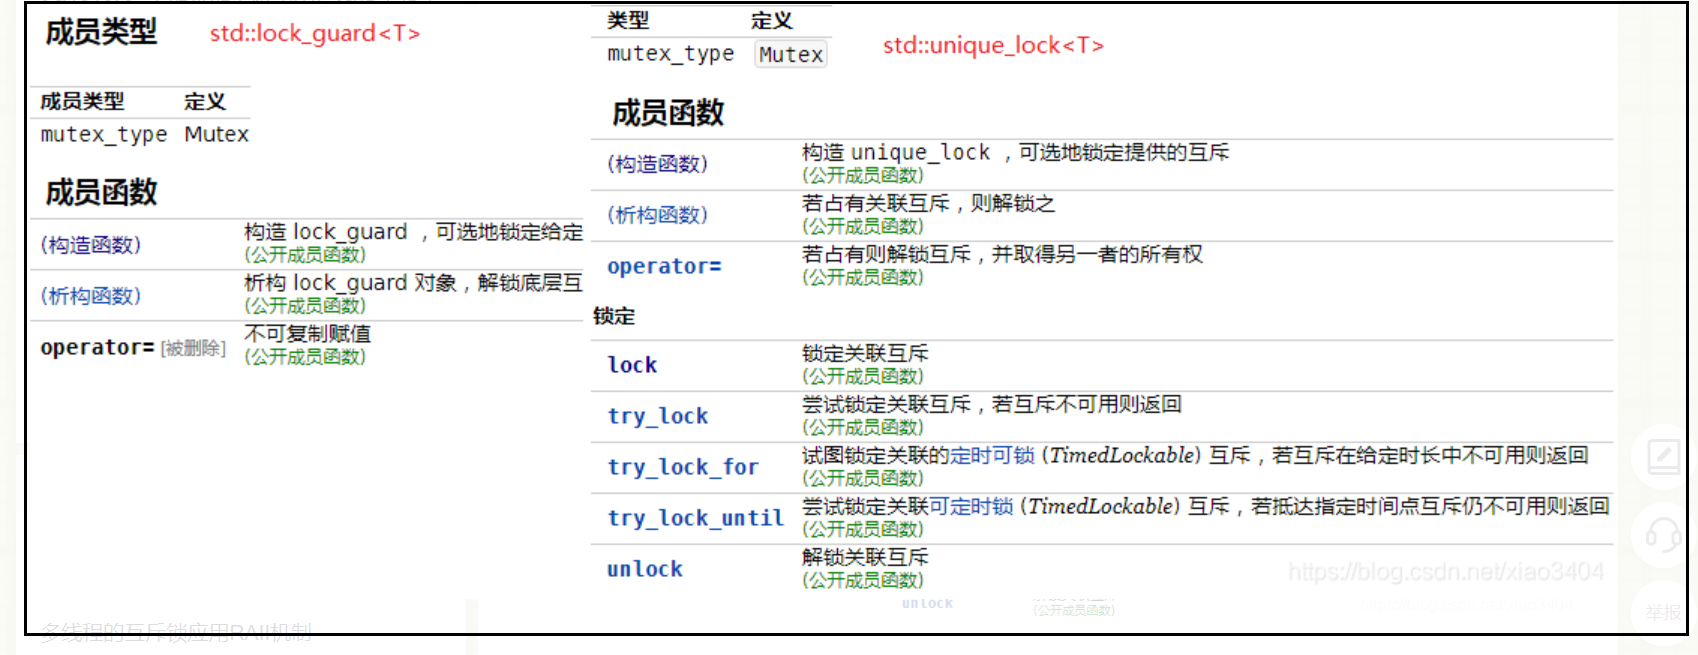 成员类型
std::lock_guard<T>
成员类型 定义
mutex_type Mutex
成员函数
(构造函数) 构造 lock_guard ，可选地锁定给定
(公开成员函数)
(析构函数) 析构 lock_guard 对象，解锁底层互
(公开成员函数)
operator= [被删除] 不可复制赋值
(公开成员函数)
类型 定义
mutex_type Mutex
std::unique_lock<T>
成员函数
(构造函数) 构造 unique_lock ，可选地锁定提供的互斥
(公开成员函数)
(析构函数) 若占有关联互斥，则解锁之
(公开成员函数)
operator= 若占有则解锁互斥，并取得另一者的所有权
(公开成员函数)
锁定
lock 锁定关联互斥
(公开成员函数)
try_lock 尝试锁定关联互斥，若互斥不可用则返回
(公开成员函数)
try_lock_for 试图锁定关联的定时可锁 (TimedLockable) 互斥，若互斥在给定时长中不可用则返回
(公开成员函数)
try_lock_until 尝试锁定关联可定时锁 (TimedLockable) 互斥，若抵达指定时间点互斥仍不可用则返回
(公开成员函数)
unlock 解锁关联互斥
(公开成员函数)
https://blog.csdn.net/xiao3404
unlock
(公开成员函数)
多线程的互斥锁应用RAII机制
举报